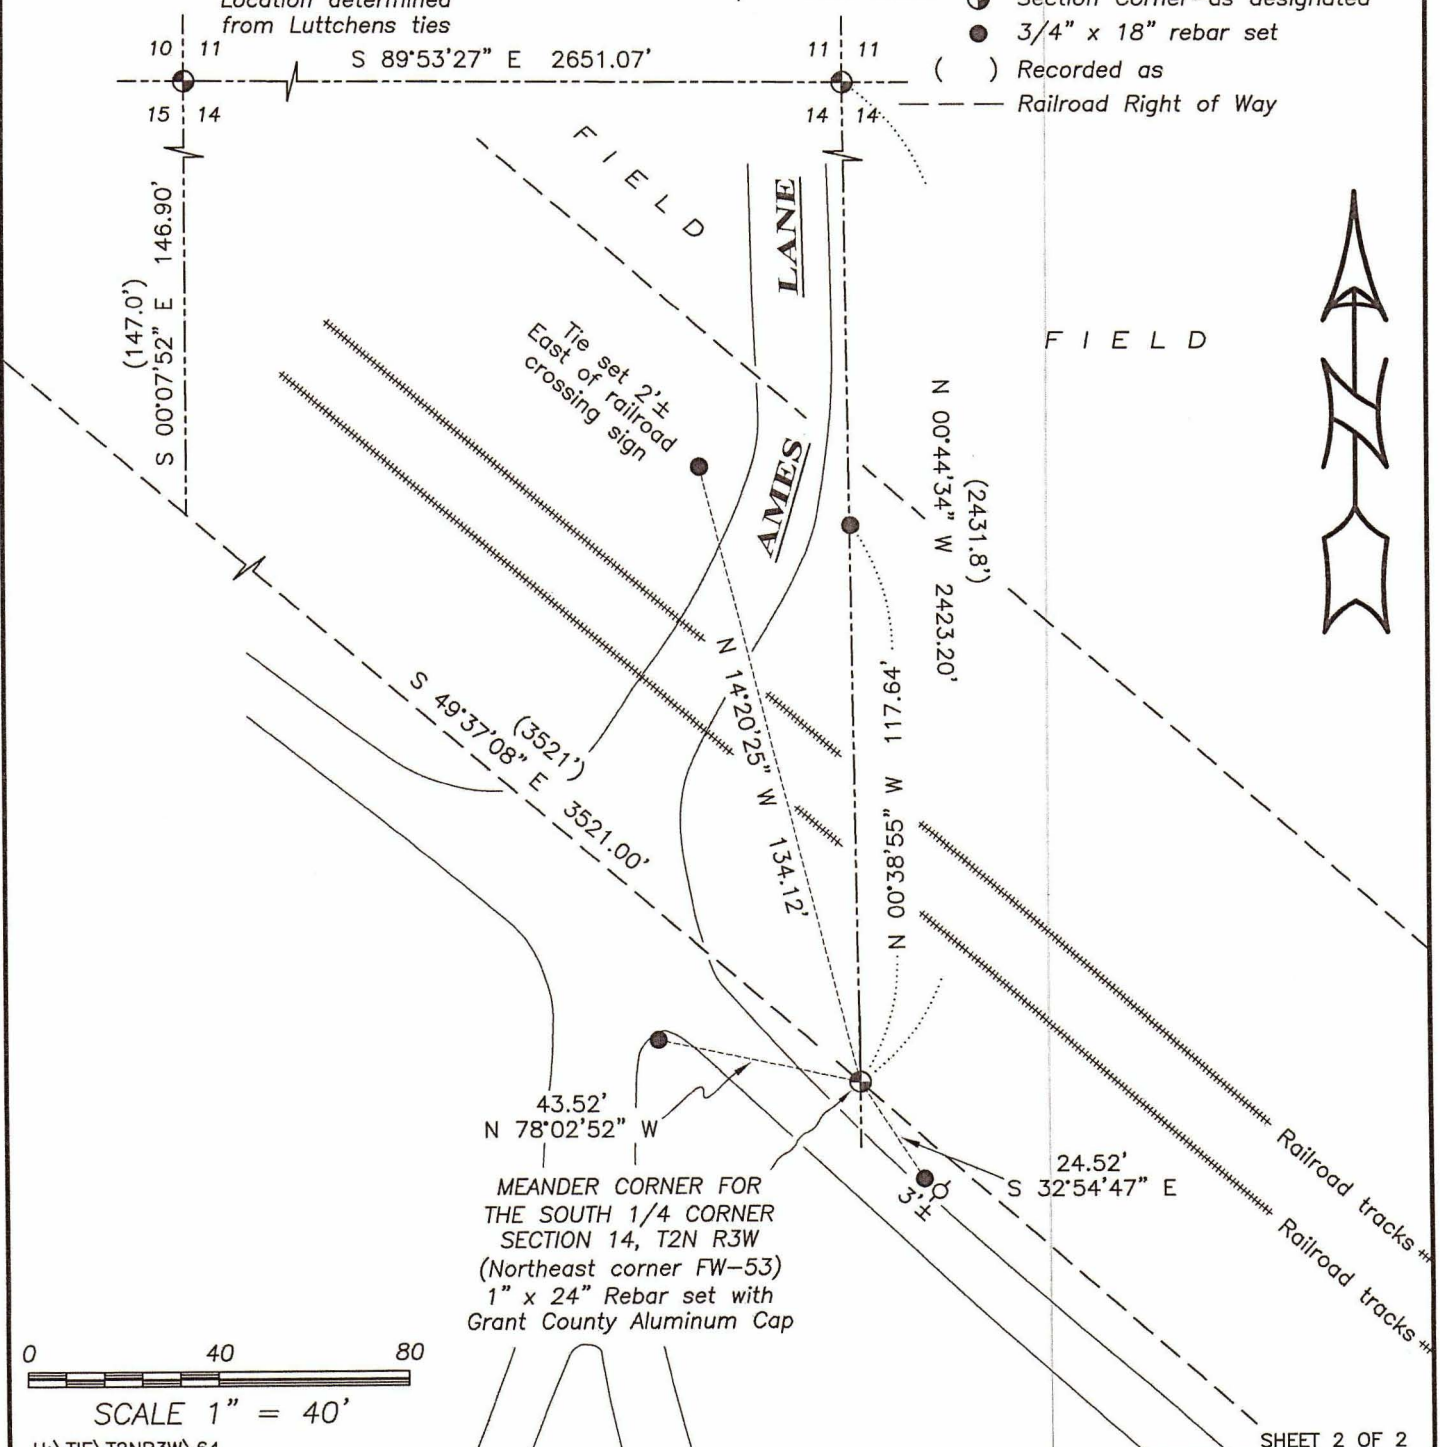 Location determined
from Luttchens ties
Section Corner as designated
3/4" x 18" rebar set
( ) Recorded as
Railroad Right of Way
10 11
15 14
S 89°53'27" E 2651.07'
11 11
14 14
FIELD
LANE
AMES
(147.0')
S 00°07'52" E 146.90'
Tie set 2'±
East of railroad
crossing sign
FIELD
N
(2431.8')
N 00°44'34" W 2423.20'
N 14°20'25" W 134.12'
N 00°38'55" W 117.64'
(3521')
S 49°37'08" E 3521.00'
43.52'
N 78°02'52" W
24.52'
S 32°54'47" E
3'±
MEANDER CORNER FOR
THE SOUTH 1/4 CORNER
SECTION 14, T2N R3W
(Northeast corner FW-53)
1" x 24" Rebar set with
Grant County Aluminum Cap
Railroad tracks
Railroad tracks
0 40 80
SCALE 1" = 40'
SHEET 2 OF 2